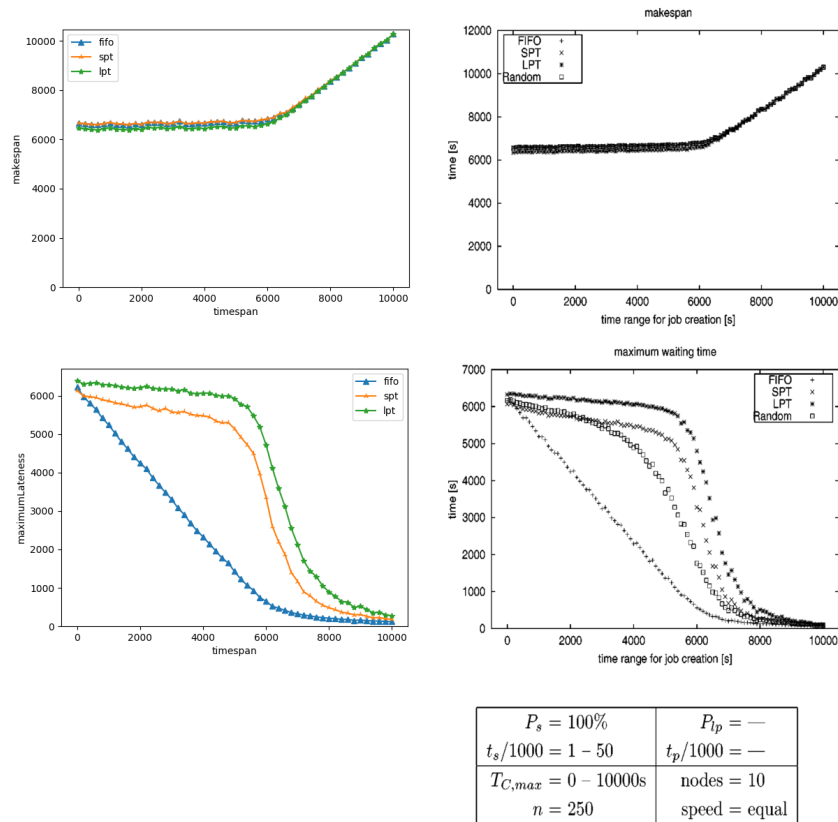 fifo
spt
lpt
10000
8000
6000
4000
2000
0
makespan
0 2000 4000 6000 8000 10000
timespan
makespan
FIFO
SPT
LPT
Random
12000
10000
8000
6000
4000
2000
0
time [s]
0 2000 4000 6000 8000 10000
time range for job creation [s]
fifo
spt
lpt
6000
5000
4000
3000
2000
1000
0
maximumLateness
0 2000 4000 6000 8000 10000
timespan
maximum waiting time
FIFO
SPT
LPT
Random
7000
6000
5000
4000
3000
2000
1000
0
time [s]
0 2000 4000 6000 8000 10000
time range for job creation [s]
P_s = 100% P_lp = —
t_s/1000 = 1 – 50 t_p/1000 = —
T_C,max = 0 – 10000s nodes = 10
n = 250 speed = equal